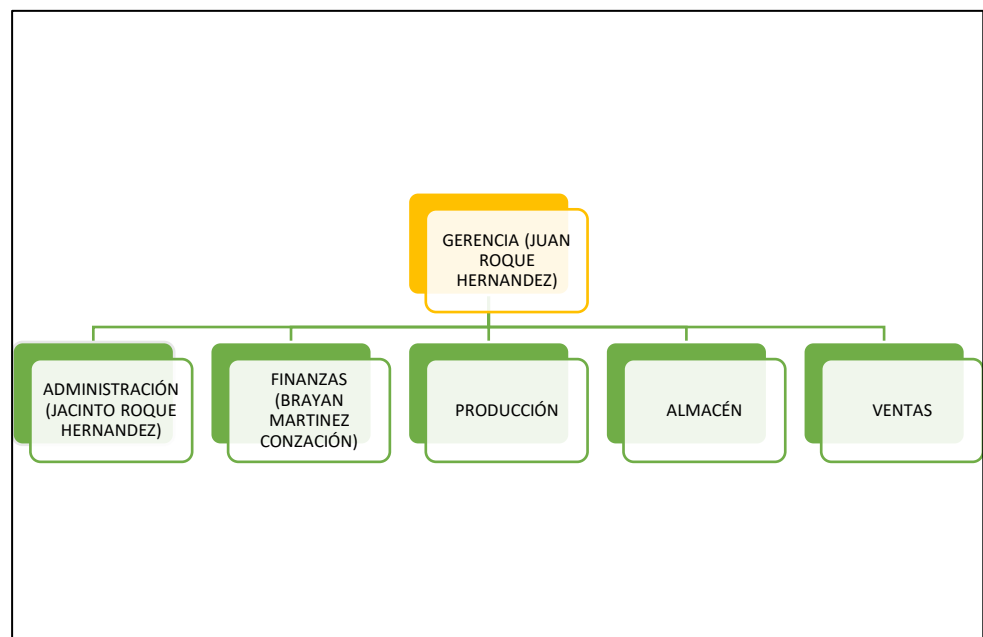 GERENCIA (JUAN
ROQUE
HERNANDEZ)
ADMINISTRACIÓN
(JACINTO ROQUE
HERNANDEZ)
FINANZAS
(BRAYAN
MARTINEZ
CONZACIÓN)
PRODUCCIÓN
ALMACÉN
VENTAS